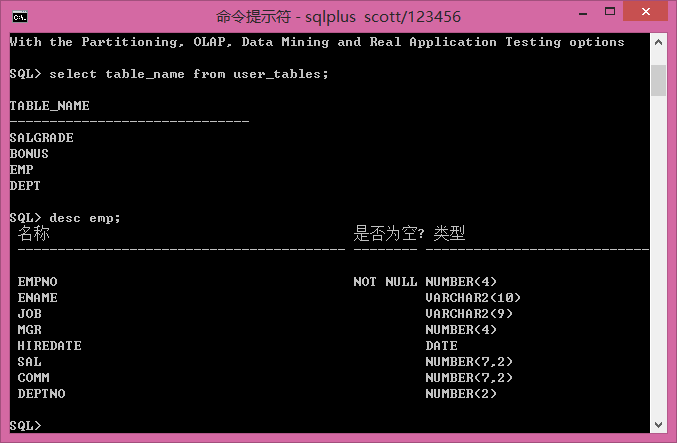 命令提示符 - sqlplus scott/123456
With the Partitioning, OLAP, Data Mining and Real Application Testing options
SQL> select table_name from user_tables;
TABLE_NAME
------------------------------
SALGRADE
BONUS
EMP
DEPT
SQL> desc emp;
名称 是否为空? 类型
----------------------------------------- -------- ----------------------------
EMPNO NOT NULL NUMBER(4)
ENAME VARCHAR2(10)
JOB VARCHAR2(9)
MGR NUMBER(4)
HIREDATE DATE
SAL NUMBER(7,2)
COMM NUMBER(7,2)
DEPTNO NUMBER(2)
SQL>